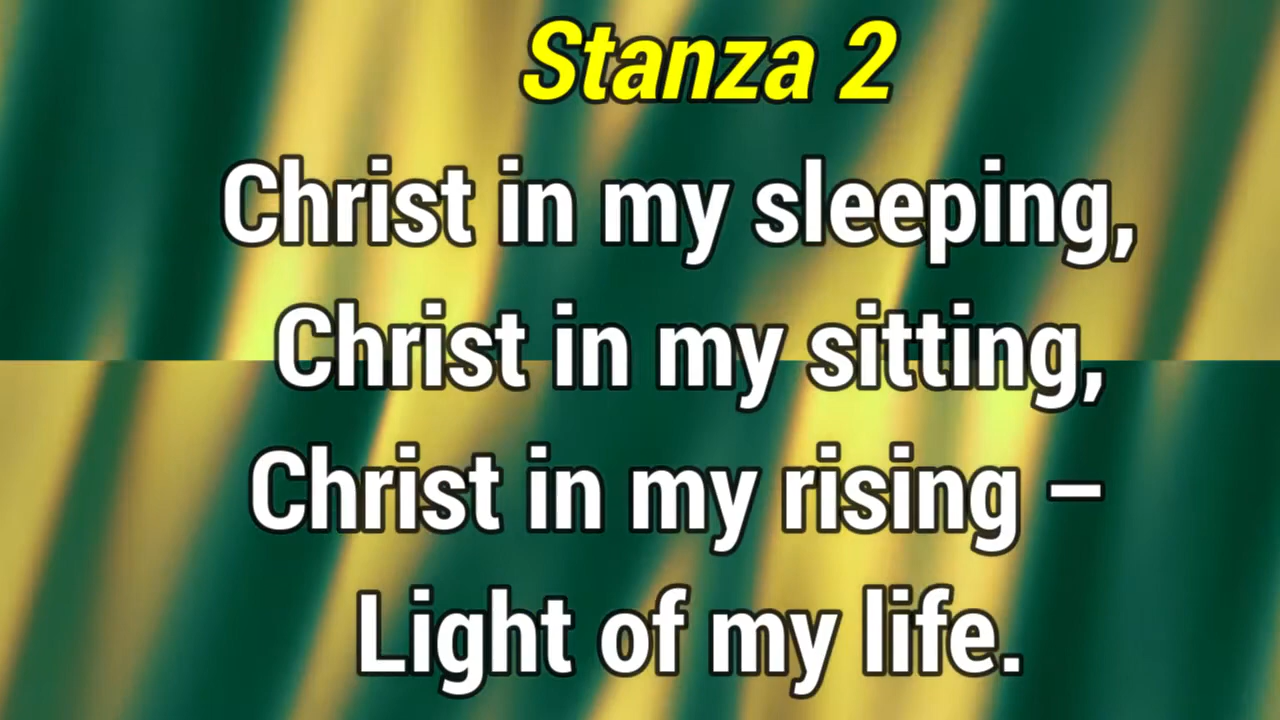 Stanza 2
Christ in my sleeping,
Christ in my sitting,
Christ in my rising –
Light of my life.